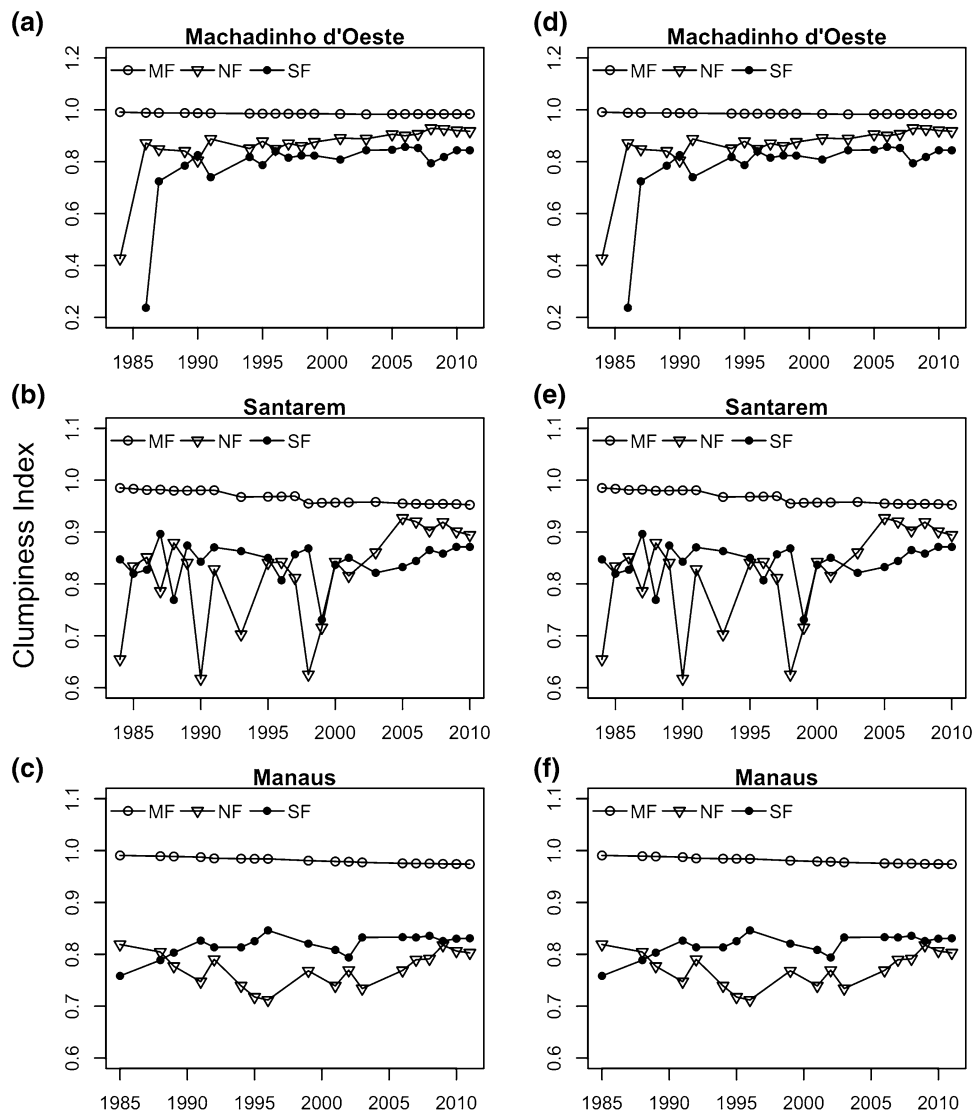 (a)
Machadinho d'Oeste
MF NF SF
1.2
1.0
0.8
0.6
0.4
0.2
1985 1990 1995 2000 2005 2010
(d)
Machadinho d'Oeste
MF NF SF
1.2
1.0
0.8
0.6
0.4
0.2
1985 1990 1995 2000 2005 2010
Clumpiness Index
(b)
Santarem
MF NF SF
1.1
1.0
0.9
0.8
0.7
0.6
1985 1990 1995 2000 2005 2010
(e)
Santarem
MF NF SF
1.1
1.0
0.9
0.8
0.7
0.6
1985 1990 1995 2000 2005 2010
(c)
Manaus
MF NF SF
1.1
1.0
0.9
0.8
0.7
0.6
1985 1990 1995 2000 2005 2010
(f)
Manaus
MF NF SF
1.1
1.0
0.9
0.8
0.7
0.6
1985 1990 1995 2000 2005 2010